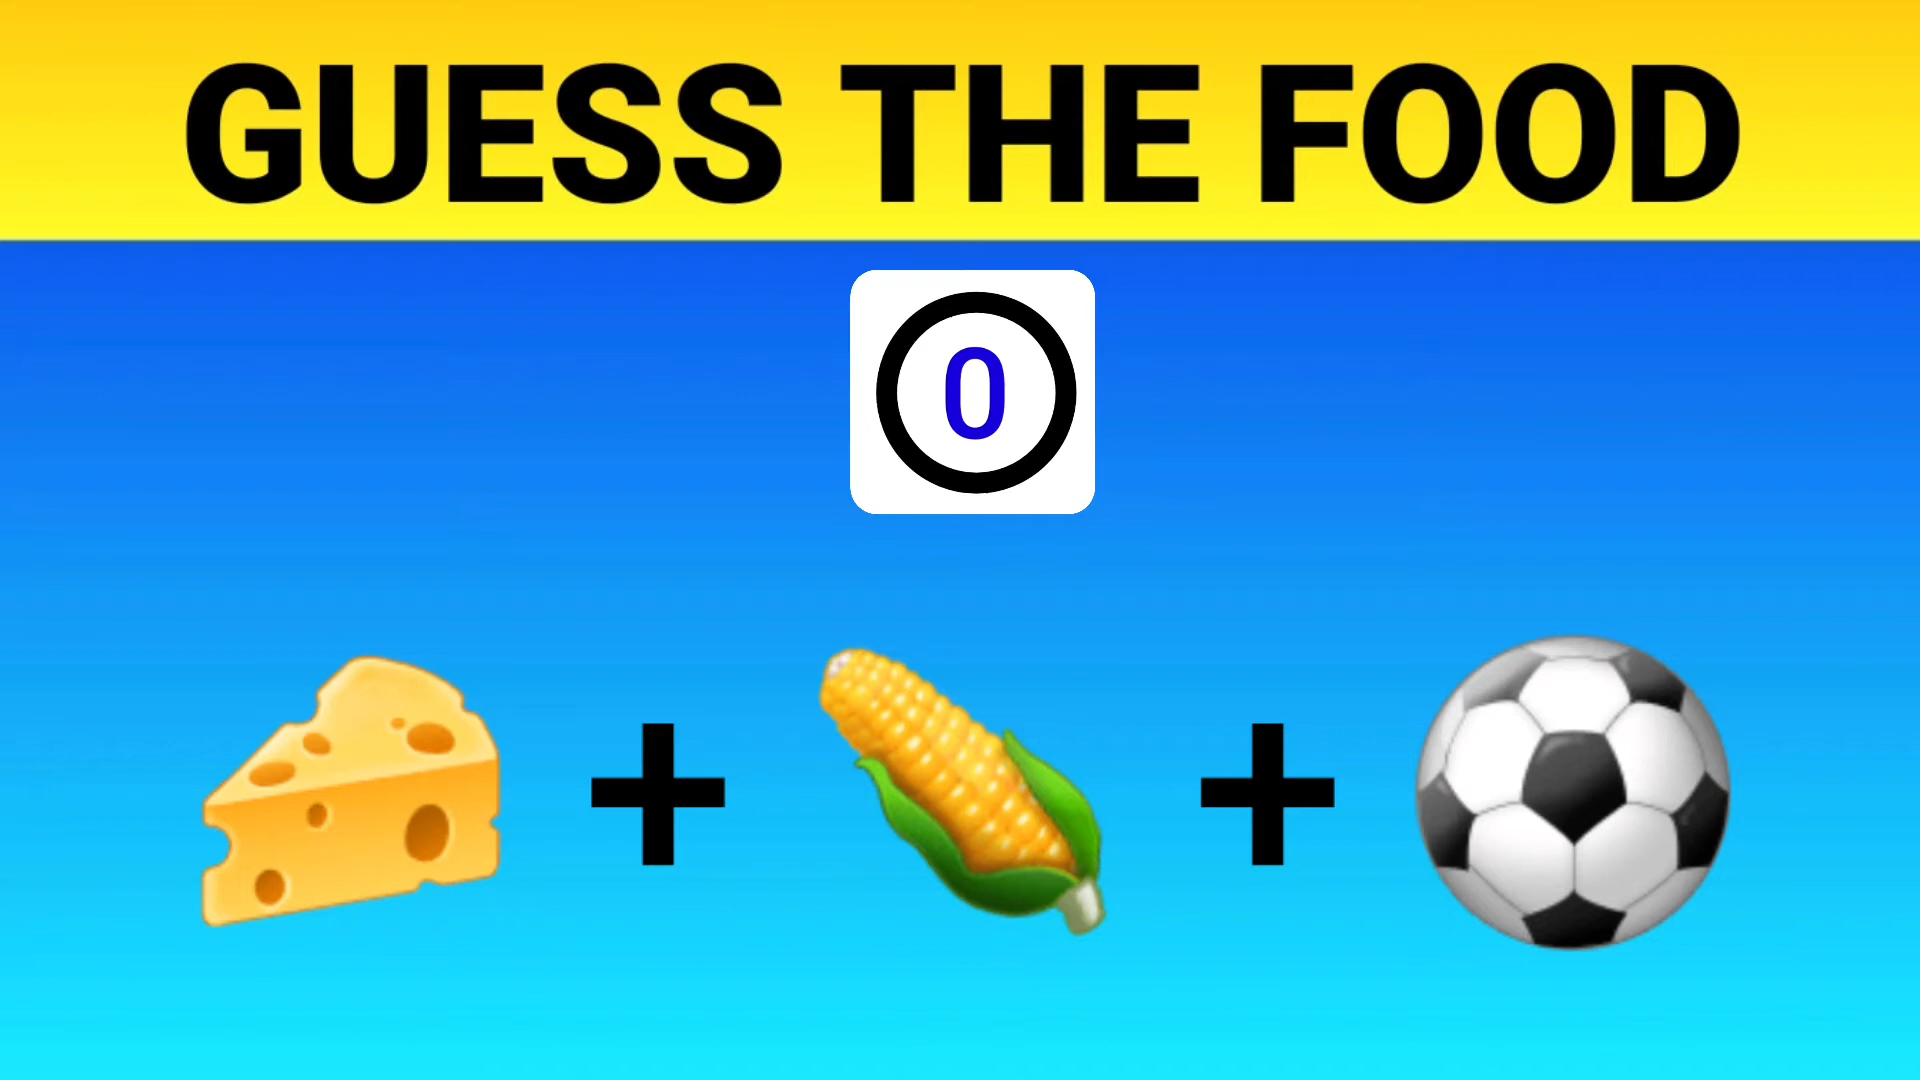 GUESS THE FOOD
0
+ +